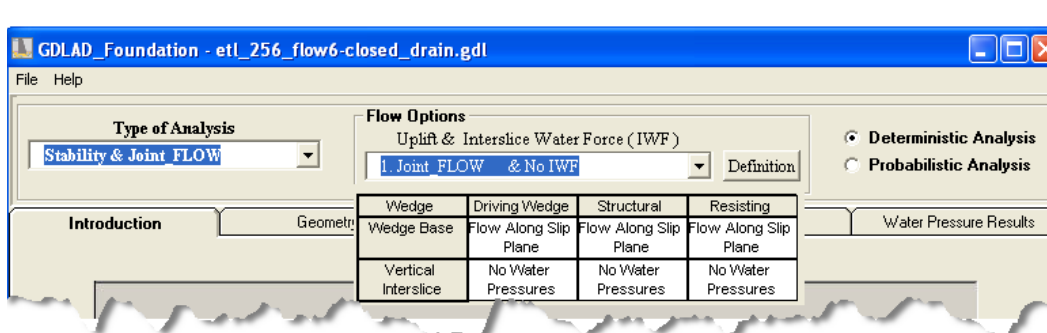 GDLAD_Foundation - etl_256_flow6-closed_drain.gdl
File Help
Type of Analysis
Stability & Joint_FLOW
Flow Options
Uplift & Interslice Water Force ( IWF )
1. Joint_FLOW & No IWF
Definition
Deterministic Analysis
Probabilistic Analysis
Introduction
Geometry
Water Pressure Results
Wedge Driving Wedge Structural Resisting
Wedge Base Flow Along Slip Plane Flow Along Slip Plane Flow Along Slip Plane
Vertical Interslice No Water Pressures No Water Pressures No Water Pressures